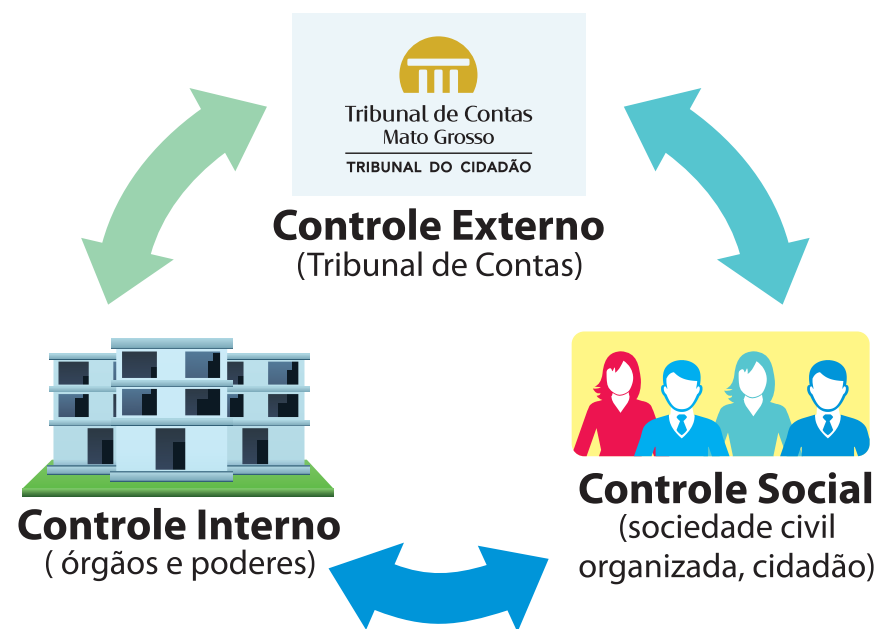 Tribunal de Contas
Mato Grosso
TRIBUNAL DO CIDADÃO
Controle Externo
(Tribunal de Contas)
Controle Interno
( órgãos e poderes)
Controle Social
(sociedade civil
organizada, cidadão)